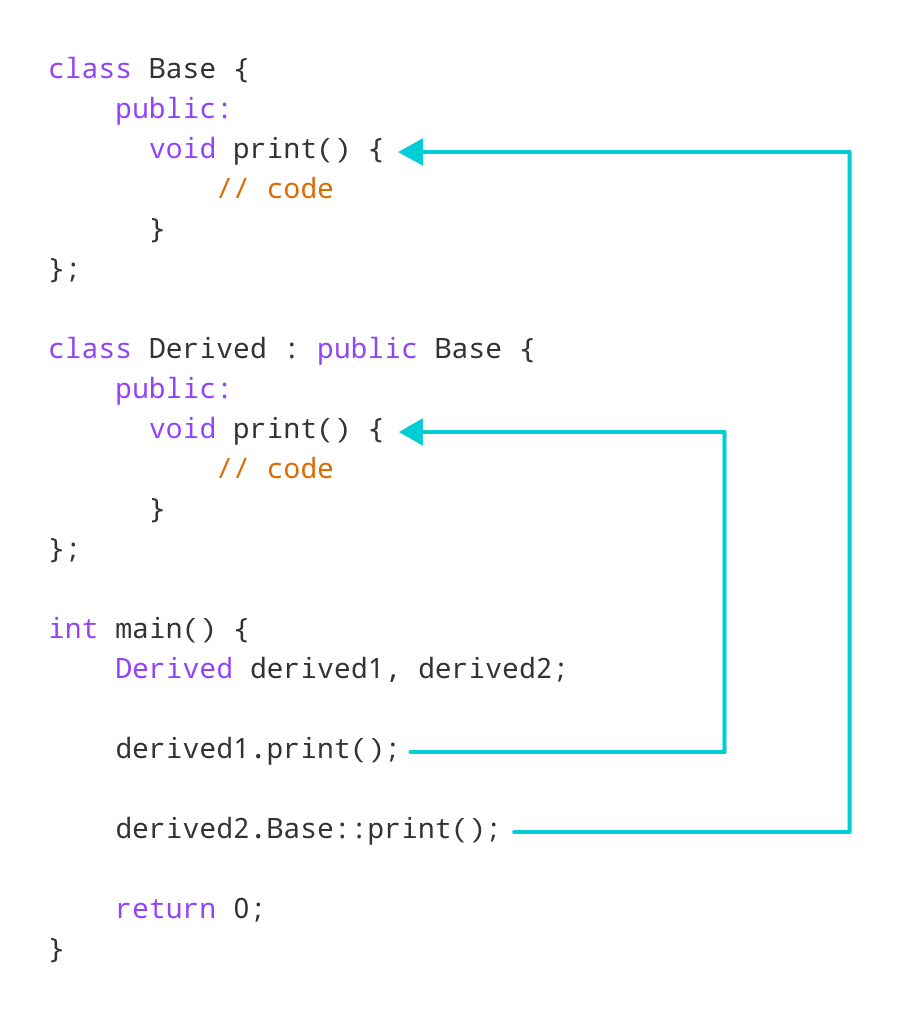 class Base {
    public:
      void print() {
          // code
      }
};

class Derived : public Base {
    public:
      void print() {
          // code
      }
};

int main() {
    Derived derived1, derived2;

    derived1.print();

    derived2.Base::print();

    return 0;
}